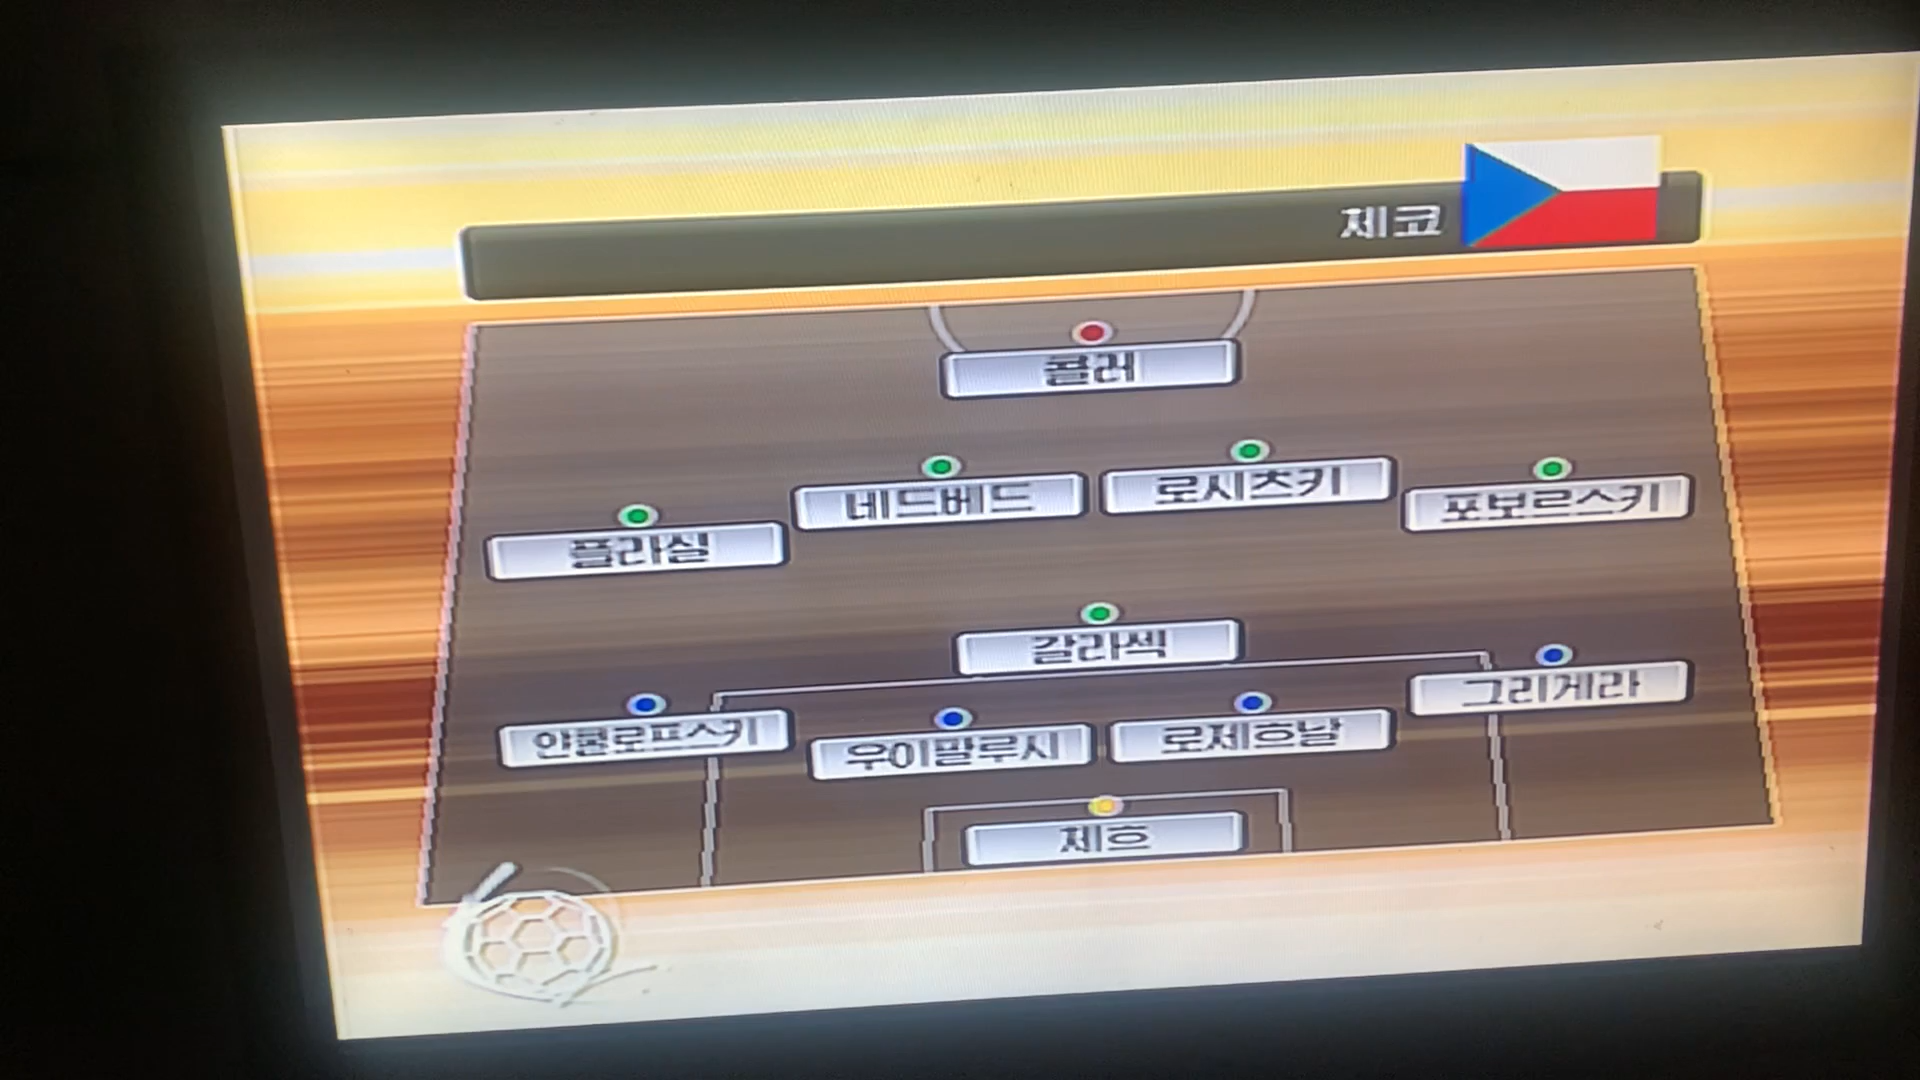 체코
콜러
네드베드
로시츠키
포보르스키
플라실
갈라섹
그리게라
얀쿨로프스키
우이팔루시
로제흐날
체흐